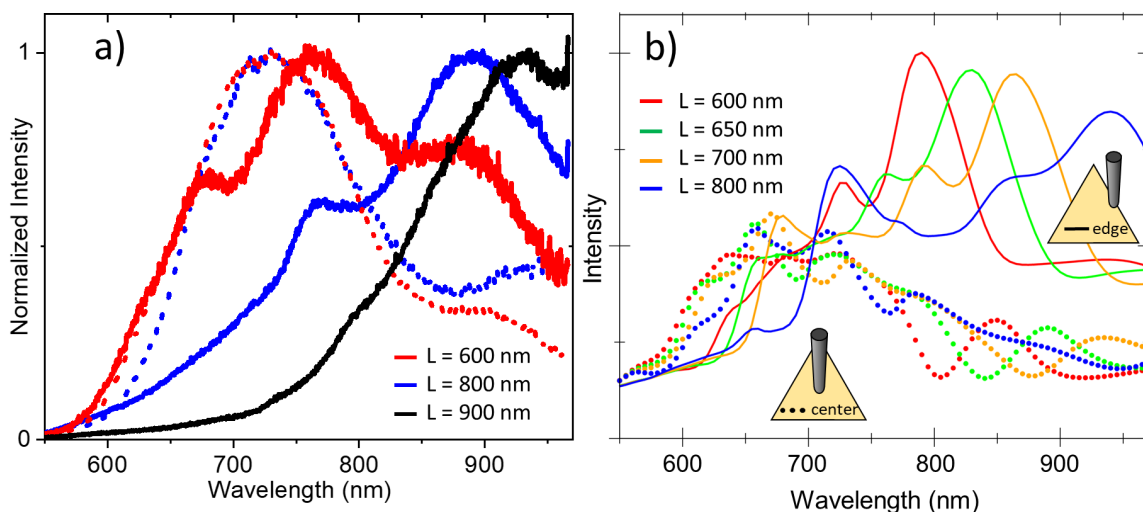 a)
1
Normalized Intensity
0
L = 600 nm
L = 800 nm
L = 900 nm
600
700
800
900
Wavelength (nm)
b)
Intensity
L = 600 nm
L = 650 nm
L = 700 nm
L = 800 nm
edge
center
600
700
800
900
Wavelength (nm)